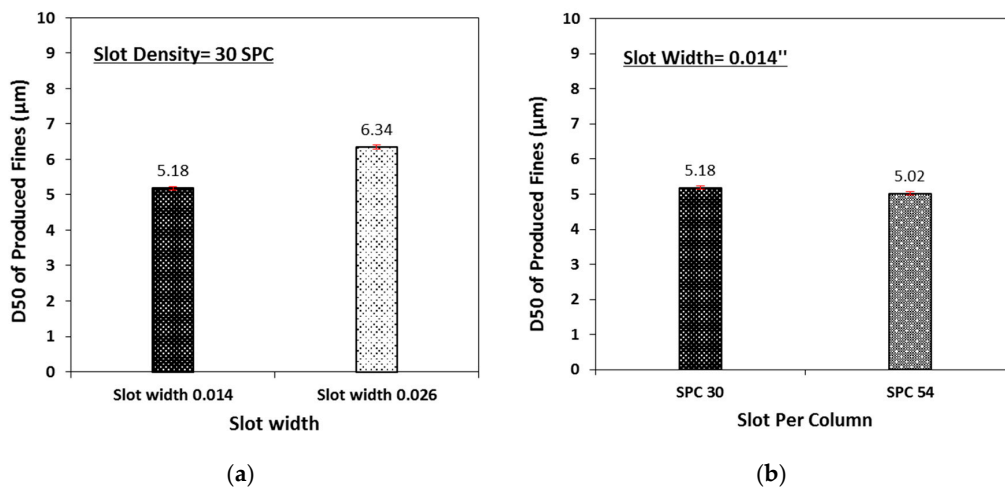 Slot Density= 30 SPC
D50 of Produced Fines (μm)
10
9
8
7
6
5
4
3
2
1
0
5.18
6.34
Slot width 0.014
Slot width 0.026
Slot width
(a)
Slot Width= 0.014''
D50 of Produced Fines (μm)
10
9
8
7
6
5
4
3
2
1
0
5.18
5.02
SPC 30
SPC 54
Slot Per Column
(b)